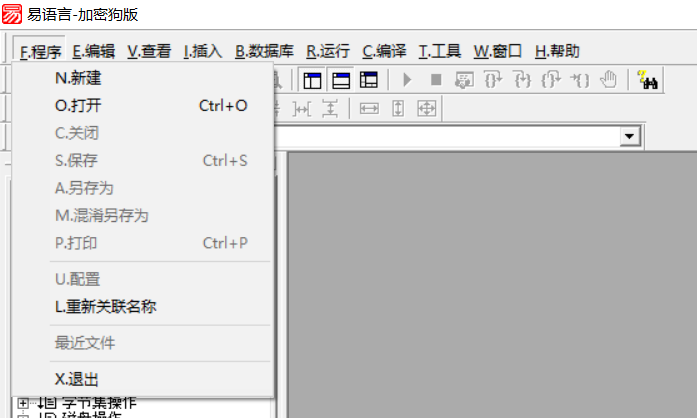 易语言-加密狗版
F.程序 E.编辑 V.查看 I.插入 B.数据库 R.运行 C.编译 T.工具 W.窗口 H.帮助
N.新建
O.打开 Ctrl+O
C.关闭
S.保存 Ctrl+S
A.另存为
M.混淆另存为
P.打印 Ctrl+P
U.配置
L.重新关联名称
最近文件
X.退出
字节集操作
磁盘操作